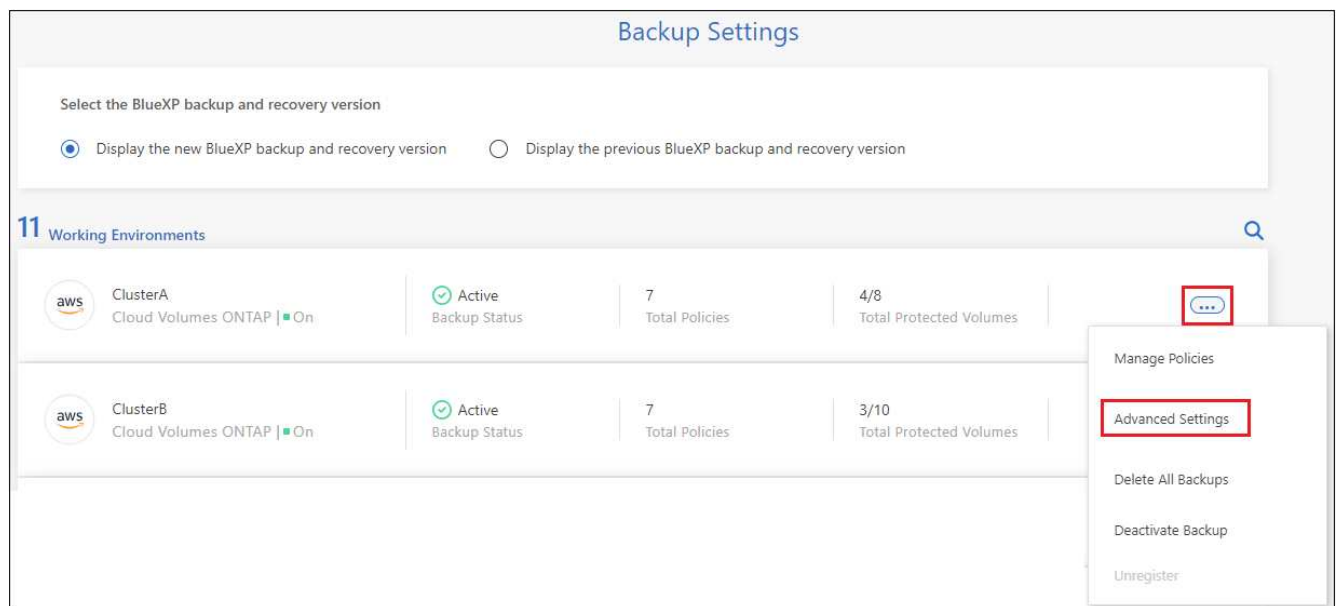 Backup Settings
Select the BlueXP backup and recovery version
Display the new BlueXP backup and recovery version
Display the previous BlueXP backup and recovery version
11 Working Environments
aws
ClusterA
Cloud Volumes ONTAP | On
Active
Backup Status
7
Total Policies
4/8
Total Protected Volumes
...
aws
ClusterB
Cloud Volumes ONTAP | On
Active
Backup Status
7
Total Policies
3/10
Total Protected Volumes
Manage Policies
Advanced Settings
Delete All Backups
Deactivate Backup
Unregister